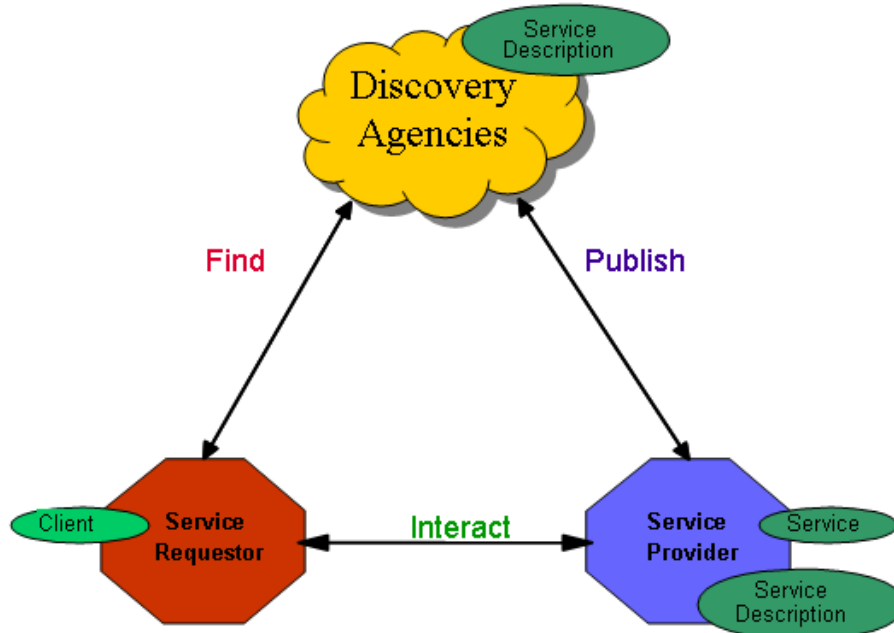 Service
Description
Discovery
Agencies
Find
Publish
Client
Service
Requestor
Interact
Service
Provider
Service
Service
Description